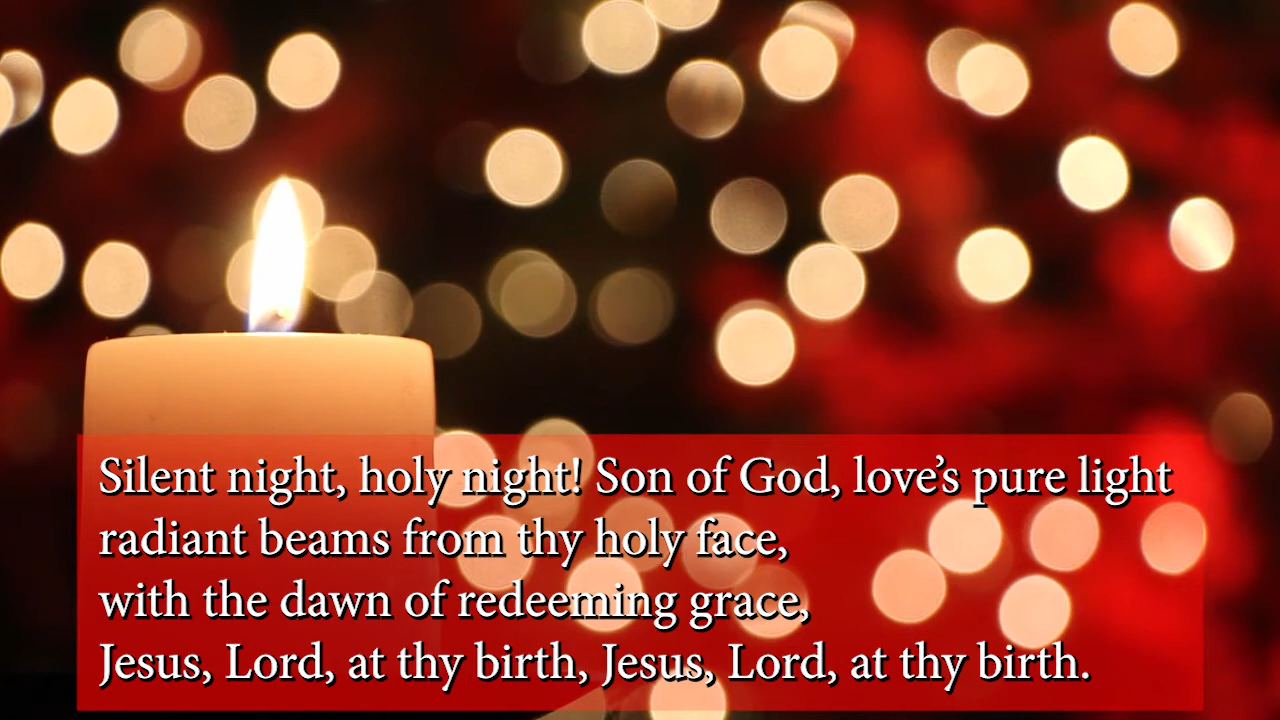 Silent night, holy night! Son of God, love’s pure light
radiant beams from thy holy face,
with the dawn of redeeming grace,
Jesus, Lord, at thy birth, Jesus, Lord, at thy birth.